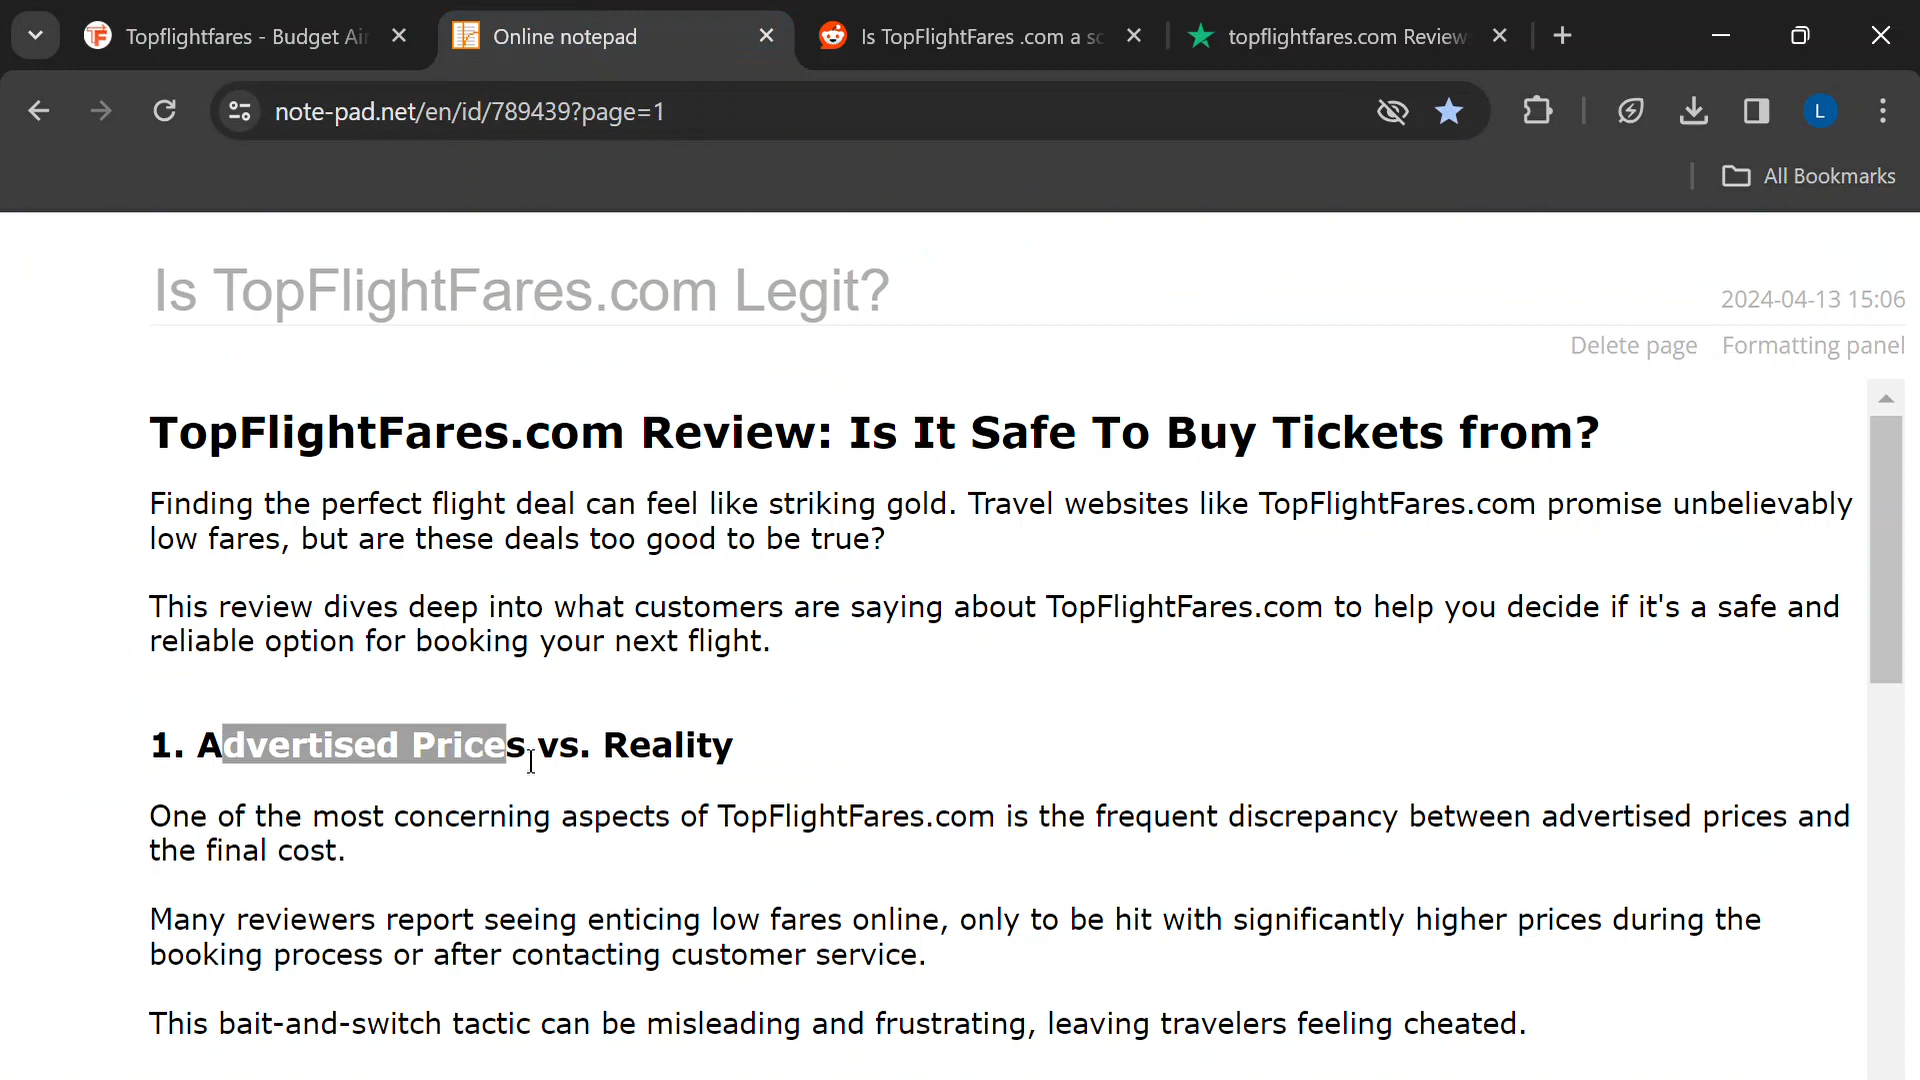 Topflightfares - Budget Air
Online notepad
Is TopFlightFares .com a sc
topflightfares.com Review
note-pad.net/en/id/789439?page=1
L
All Bookmarks
Is TopFlightFares.com Legit?
2024-04-13 15:06
Delete page Formatting panel
TopFlightFares.com Review: Is It Safe To Buy Tickets from?
Finding the perfect flight deal can feel like striking gold. Travel websites like TopFlightFares.com promise unbelievably
low fares, but are these deals too good to be true?
This review dives deep into what customers are saying about TopFlightFares.com to help you decide if it's a safe and
reliable option for booking your next flight.
1. Advertised Prices vs. Reality
One of the most concerning aspects of TopFlightFares.com is the frequent discrepancy between advertised prices and
the final cost.
Many reviewers report seeing enticing low fares online, only to be hit with significantly higher prices during the
booking process or after contacting customer service.
This bait-and-switch tactic can be misleading and frustrating, leaving travelers feeling cheated.